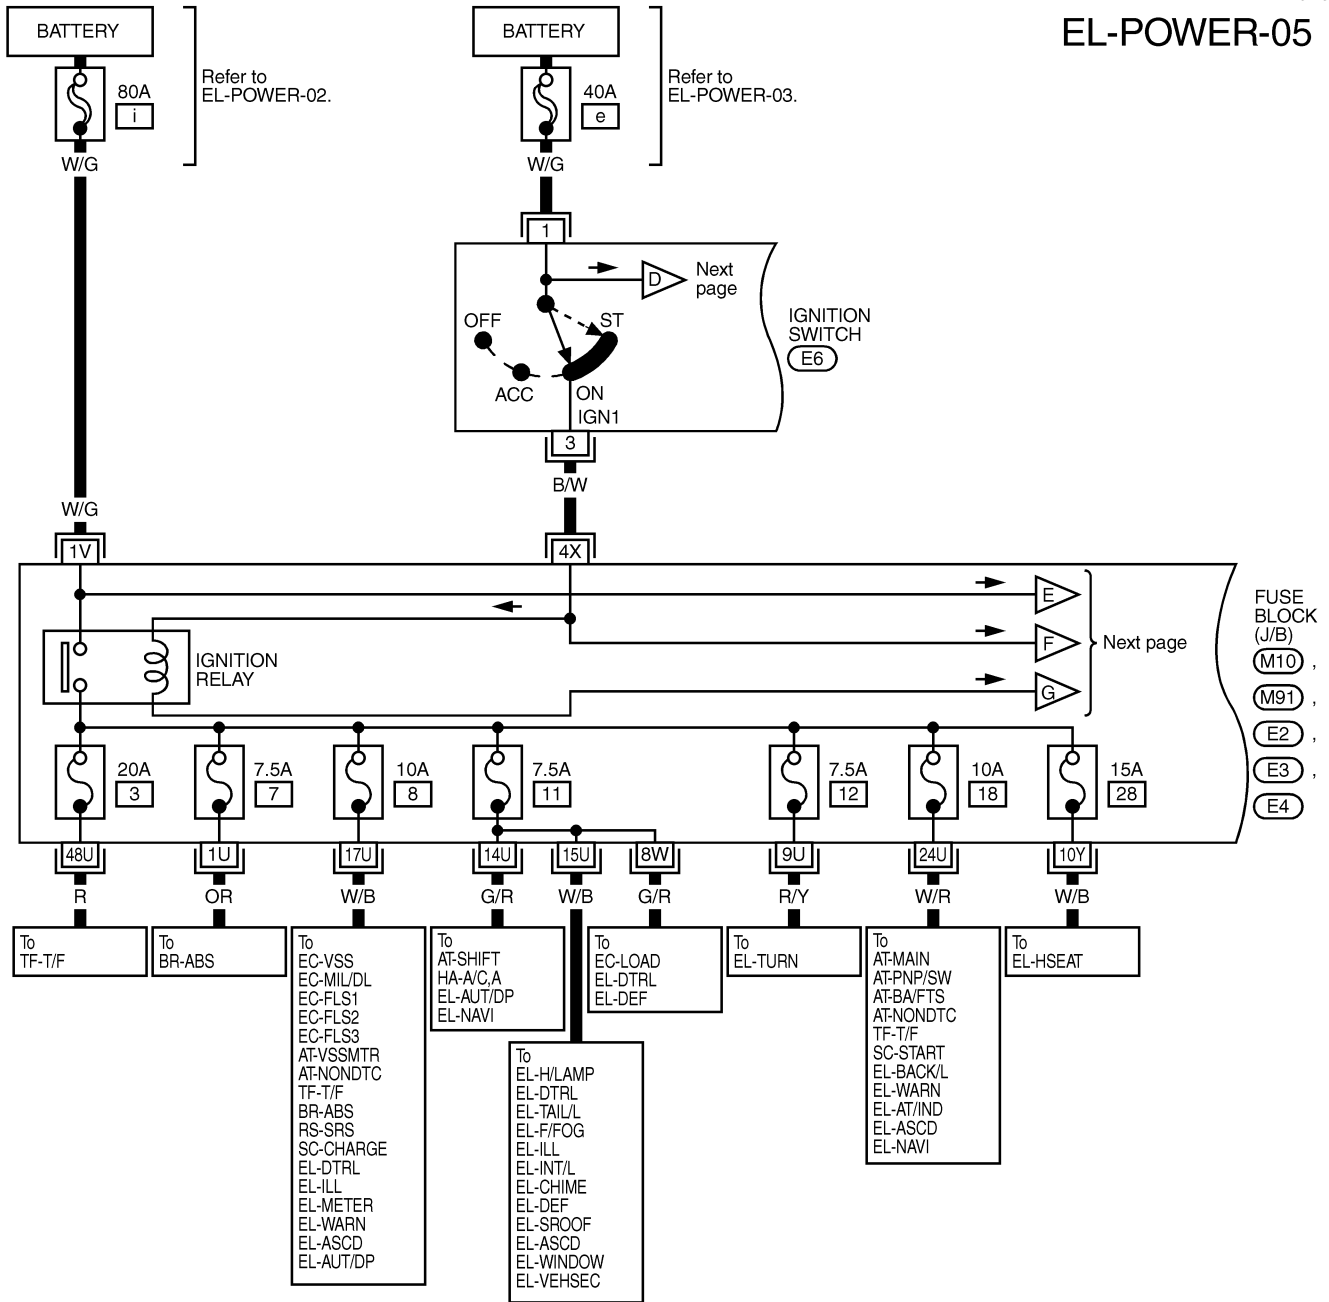 EL-POWER-05
BATTERY
80A
i
Refer to
EL-POWER-02.
W/G
BATTERY
40A
e
Refer to
EL-POWER-03.
W/G
1
D
Next
page
OFF
ST
ACC
ON
IGN1
IGNITION
SWITCH
E6
3
B/W
W/G
1V
4X
E
F
G
Next page
IGNITION
RELAY
FUSE
BLOCK
(J/B)
M10 ,
M91 ,
E2 ,
E3 ,
E4
20A
3
7.5A
7
10A
8
7.5A
11
7.5A
12
10A
18
15A
28
48U
1U
17U
14U
15U
8W
9U
24U
10Y
R
OR
W/B
G/R
W/B
G/R
R/Y
W/R
W/B
To
TF-T/F
To
BR-ABS
To
EC-VSS
EC-MIL/DL
EC-FLS1
EC-FLS2
EC-FLS3
AT-VSSMTR
AT-NONDTC
TF-T/F
BR-ABS
RS-SRS
SC-CHARGE
EL-DTRL
EL-ILL
EL-METER
EL-WARN
EL-ASCD
EL-AUT/DP
To
AT-SHIFT
HA-A/C,A
EL-AUT/DP
EL-NAVI
To
EL-H/LAMP
EL-DTRL
EL-TAIL/L
EL-F/FOG
EL-ILL
EL-INT/L
EL-CHIME
EL-DEF
EL-SROOF
EL-ASCD
EL-WINDOW
EL-VEHSEC
To
EC-LOAD
EL-DTRL
EL-DEF
To
EL-TURN
To
AT-MAIN
AT-PNP/SW
AT-BA/FTS
AT-NONDTC
TF-T/F
SC-START
EL-BACK/L
EL-WARN
EL-AT/IND
EL-ASCD
EL-NAVI
To
EL-HSEAT